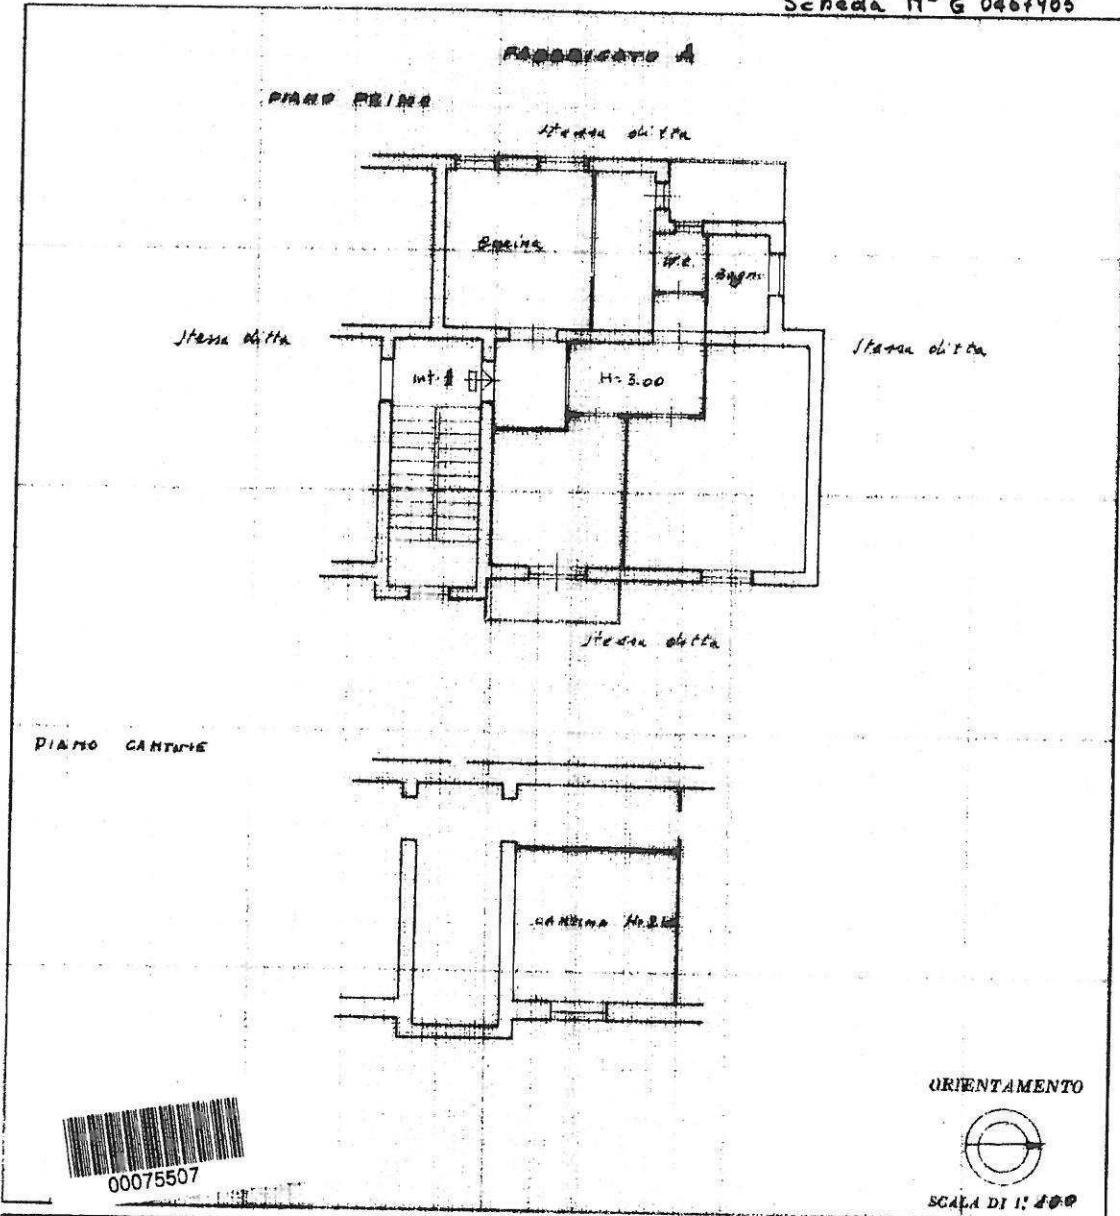 Scheda N° G 0467905
FABBRICATO A
PIANO PRIMO
stessa ditta
Cucina
W.C.
Bagno
stessa ditta
stessa ditta
int.
H=3.00
stessa ditta
PIANO CANTINE
CANTINA
ORIENTAMENTO
00075507
SCALA DI 1: